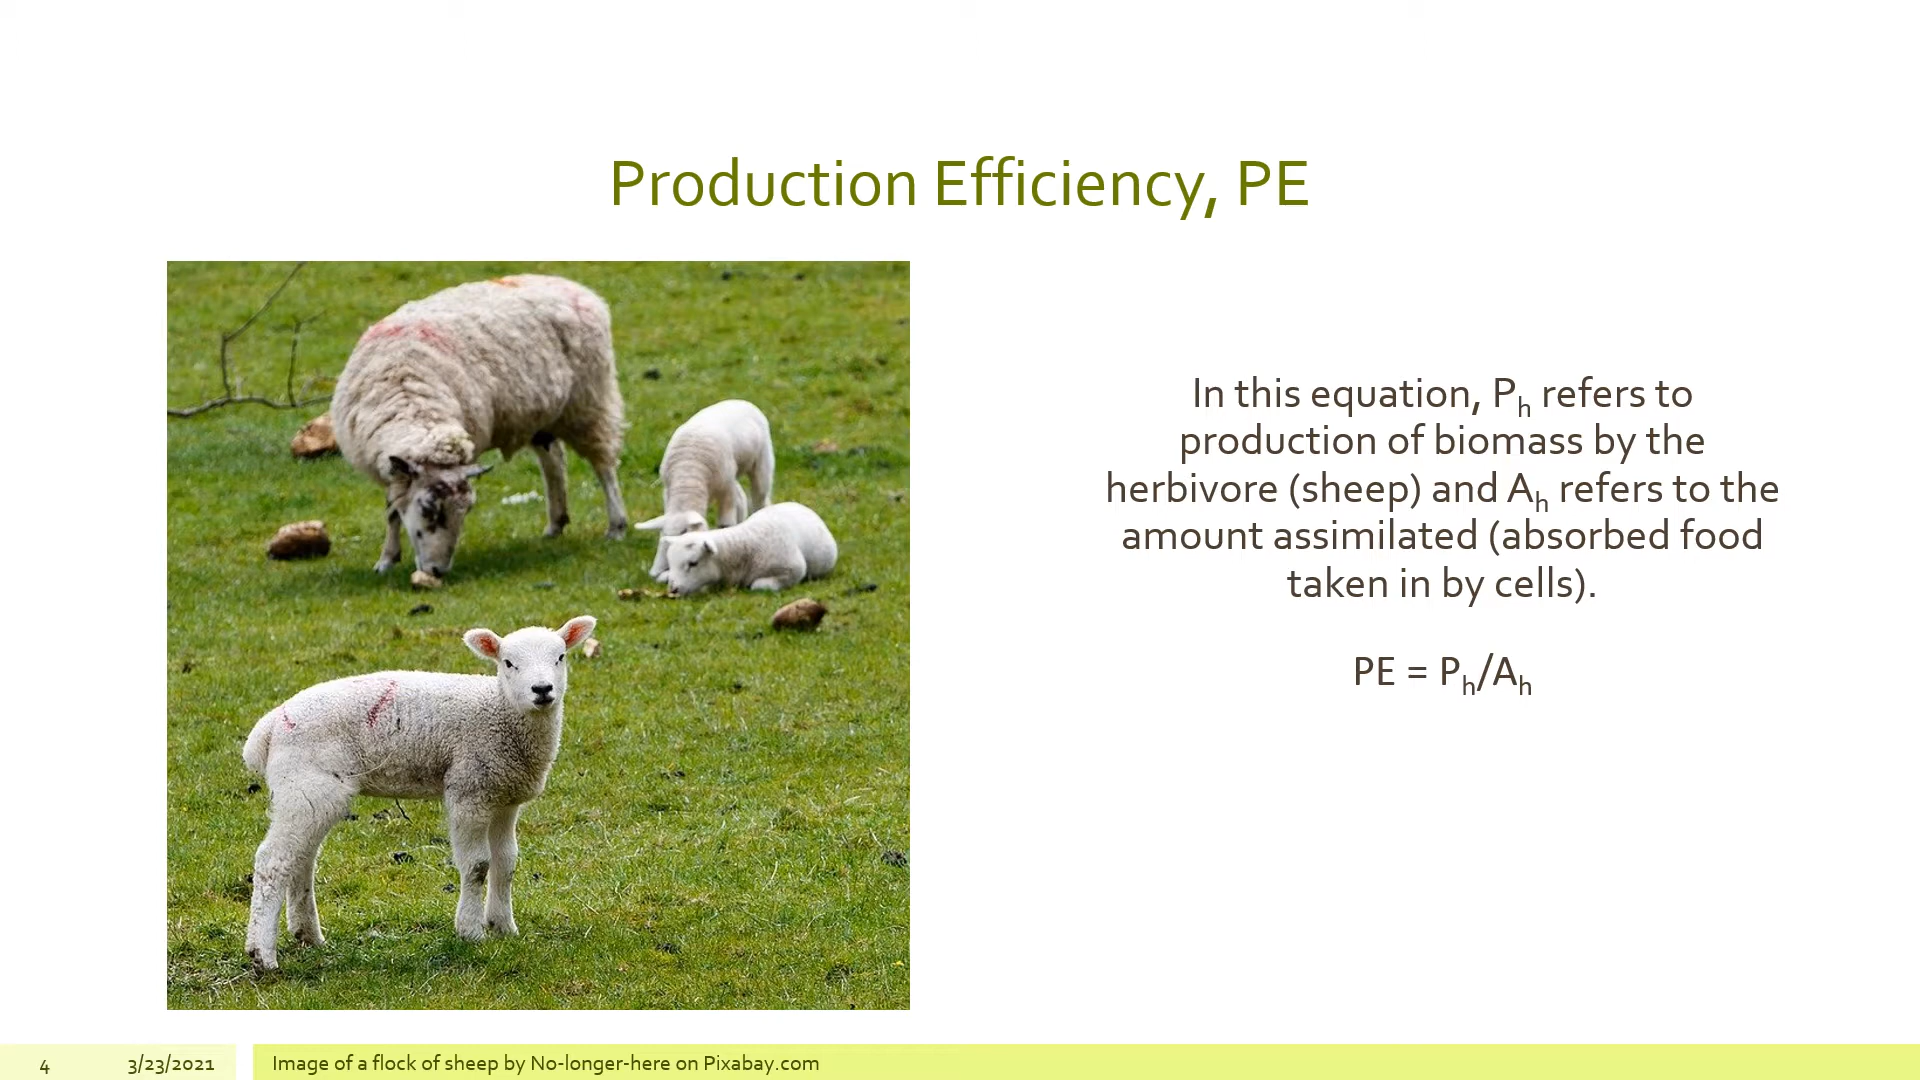 Production Efficiency, PE
In this equation, Pₕ refers to
production of biomass by the
herbivore (sheep) and Aₕ refers to the
amount assimilated (absorbed food
taken in by cells).
PE = Pₕ/Aₕ
4 3/23/2021 Image of a flock of sheep by No-longer-here on Pixabay.com